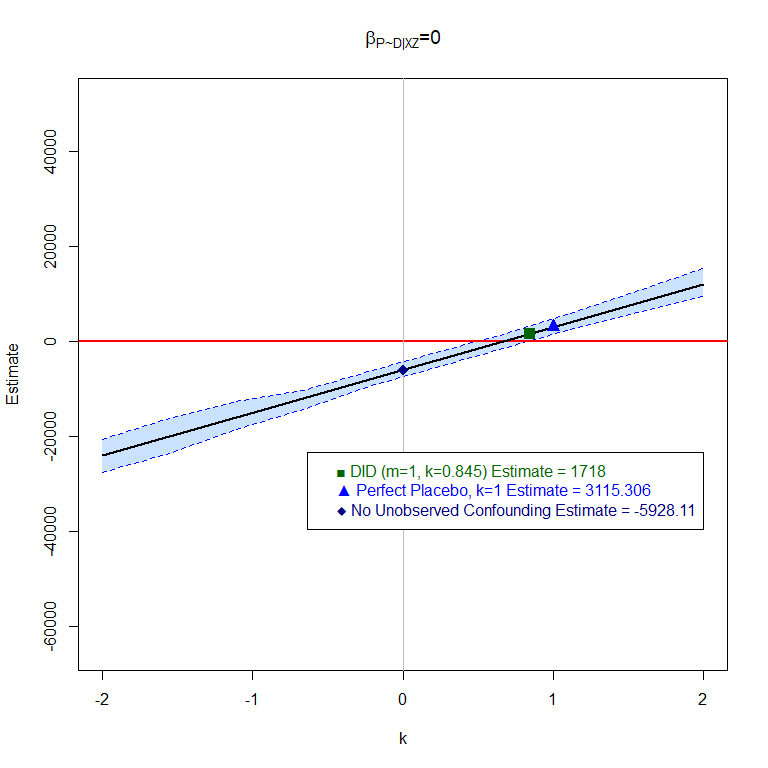 βP~D|XZ=0
Estimate
40000
20000
0
-20000
-40000
-60000
DID (m=1, k=0.845) Estimate = 1718
Perfect Placebo, k=1 Estimate = 3115.306
No Unobserved Confounding Estimate = -5928.11
-2 -1 0 1 2
k